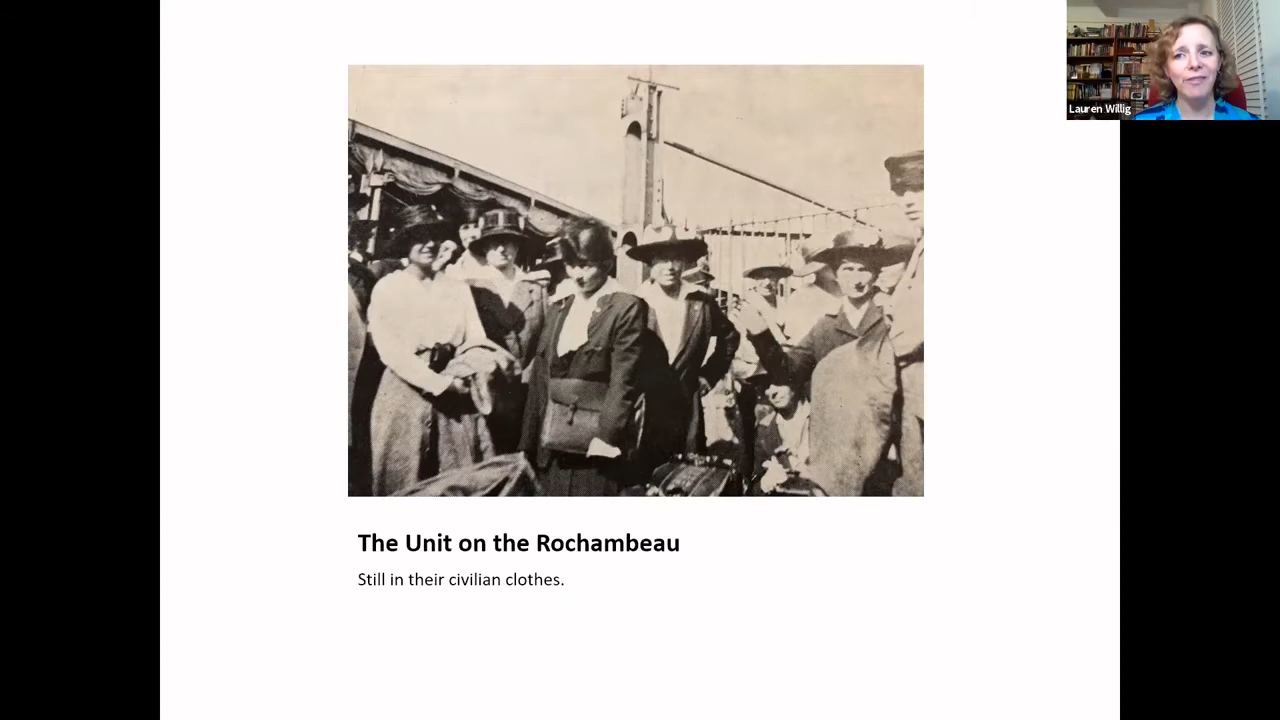 Lauren Willig
The Unit on the Rochambeau
Still in their civilian clothes.